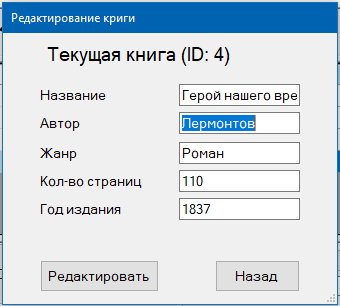 Редактирование криги
Текущая книга (ID: 4)
Название Герой нашего вре
Автор Лермонтов
Жанр Роман
Кол-во страниц 110
Год издания 1837
Редактировать Назад